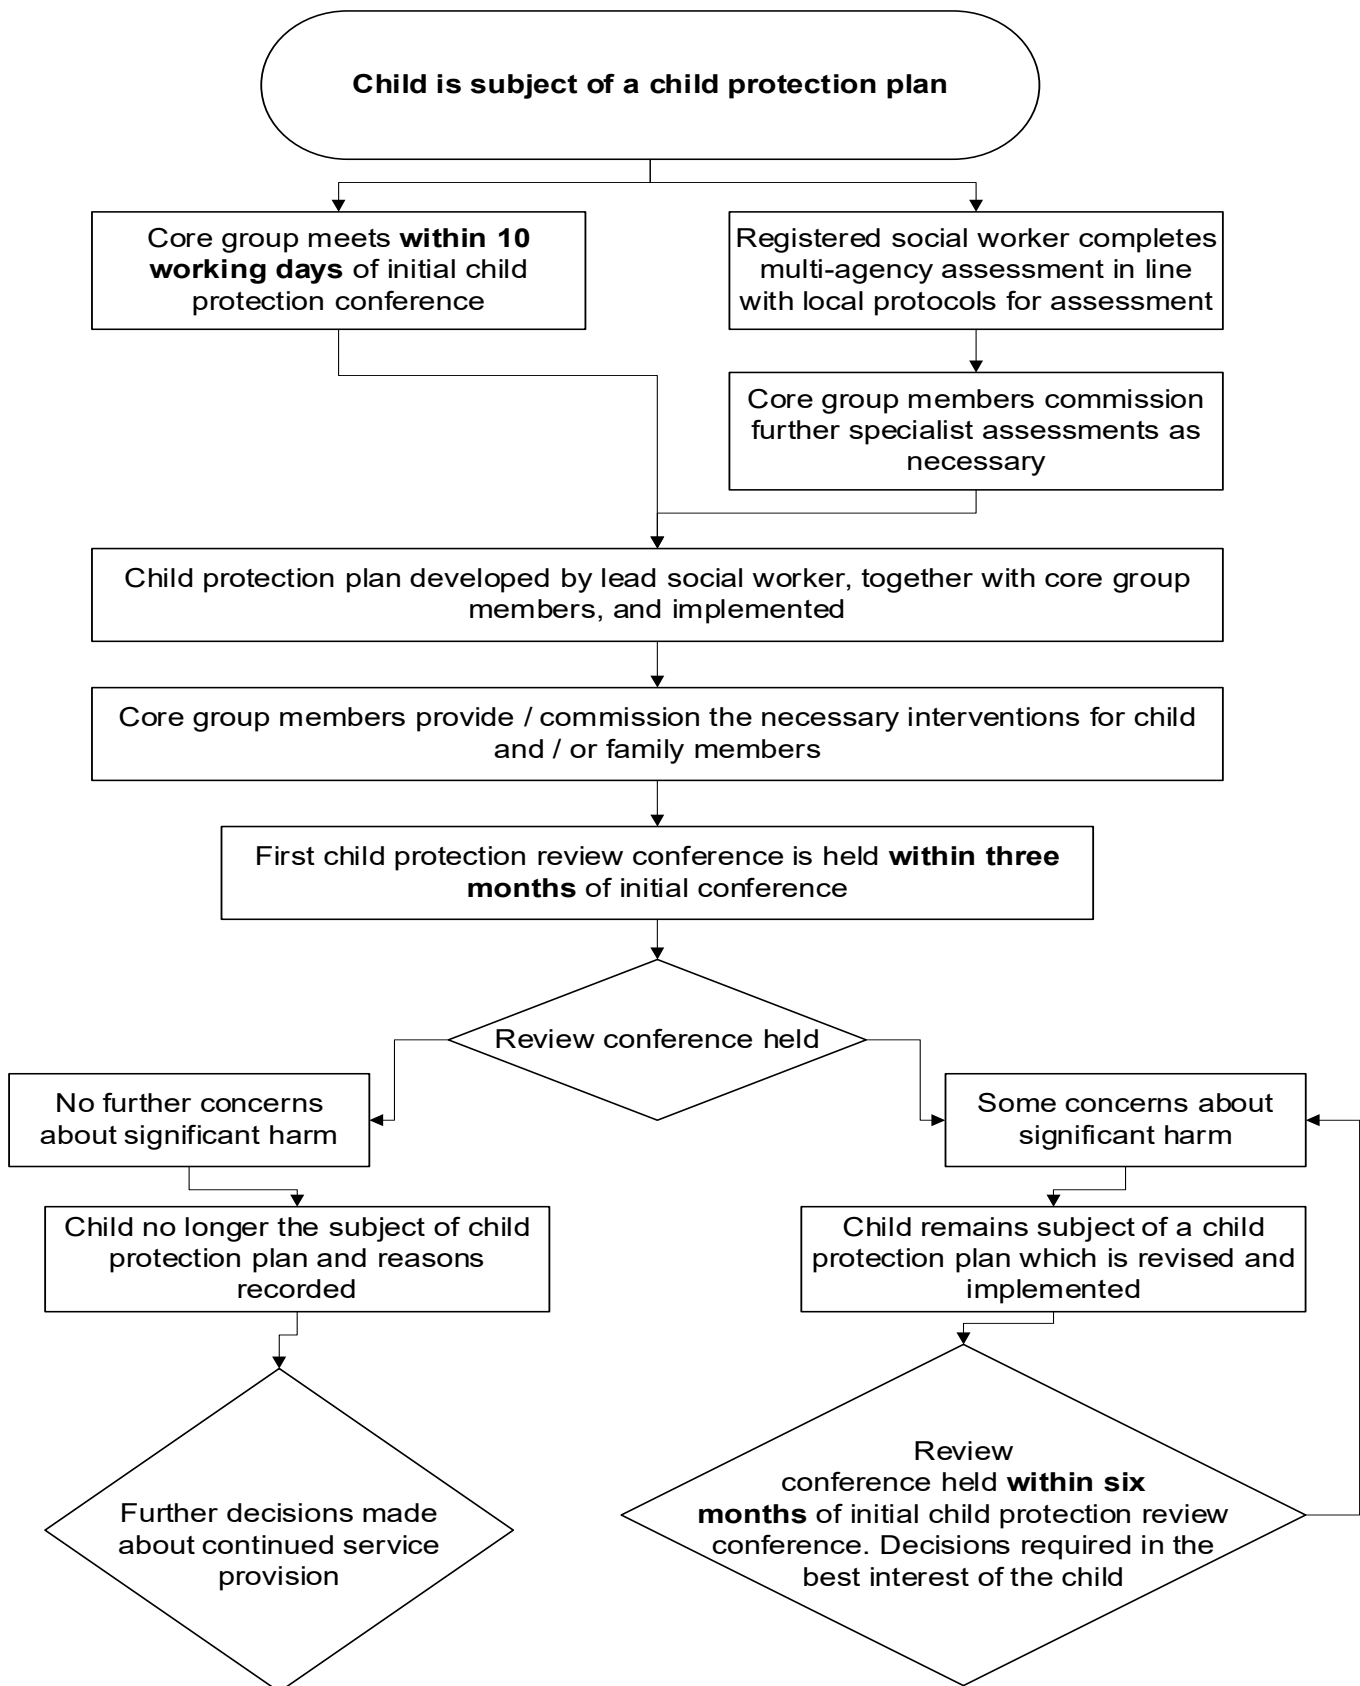 Child is subject of a child protection plan
Core group meets within 10
working days of initial child
protection conference
Registered social worker completes
multi-agency assessment in line
with local protocols for assessment
Core group members commission
further specialist assessments as
necessary
Child protection plan developed by lead social worker, together with core group
members, and implemented
Core group members provide / commission the necessary interventions for child
and / or family members
First child protection review conference is held within three
months of initial conference
Review conference held
No further concerns
about significant harm
Some concerns about
significant harm
Child no longer the subject of child
protection plan and reasons
recorded
Child remains subject of a child
protection plan which is revised and
implemented
Further decisions made
about continued service
provision
Review
conference held within six
months of initial child protection review
conference. Decisions required in the
best interest of the child